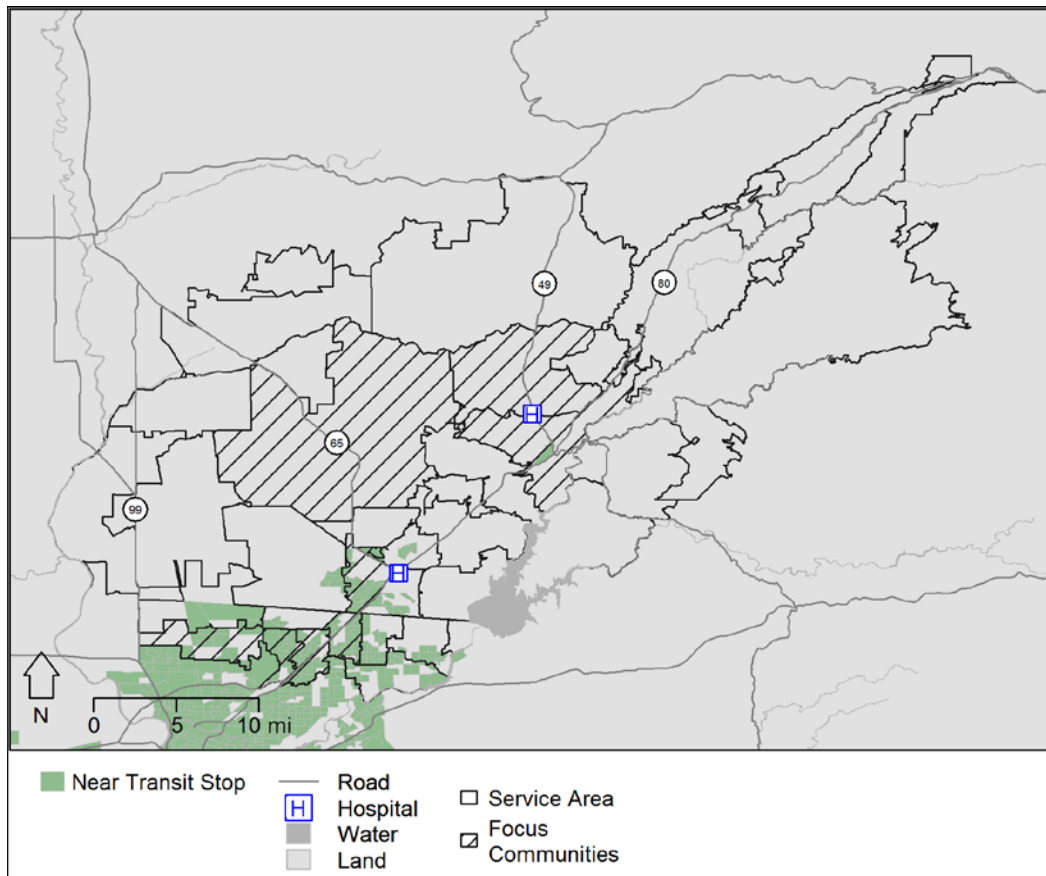 49
80
65
H
99
H
N
0 5 10 mi
Near Transit Stop
Road
H
Hospital
Water
Land
Service Area
Focus
Communities